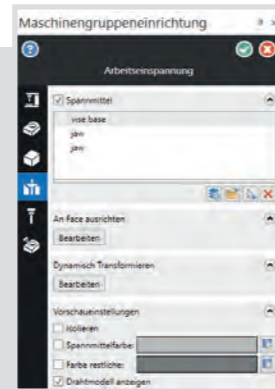 Maschinengruppeneinrichtung
Arbeitseinspannung
Spannmittel
vise base
jaw
jaw
An Face ausrichten
Bearbeiten
Dynamisch Transformieren
Bearbeiten
Vorschaueinstellungen
Isolieren
Spannmittelfarbe:
Farbe restliche:
Drahtmodell anzeigen